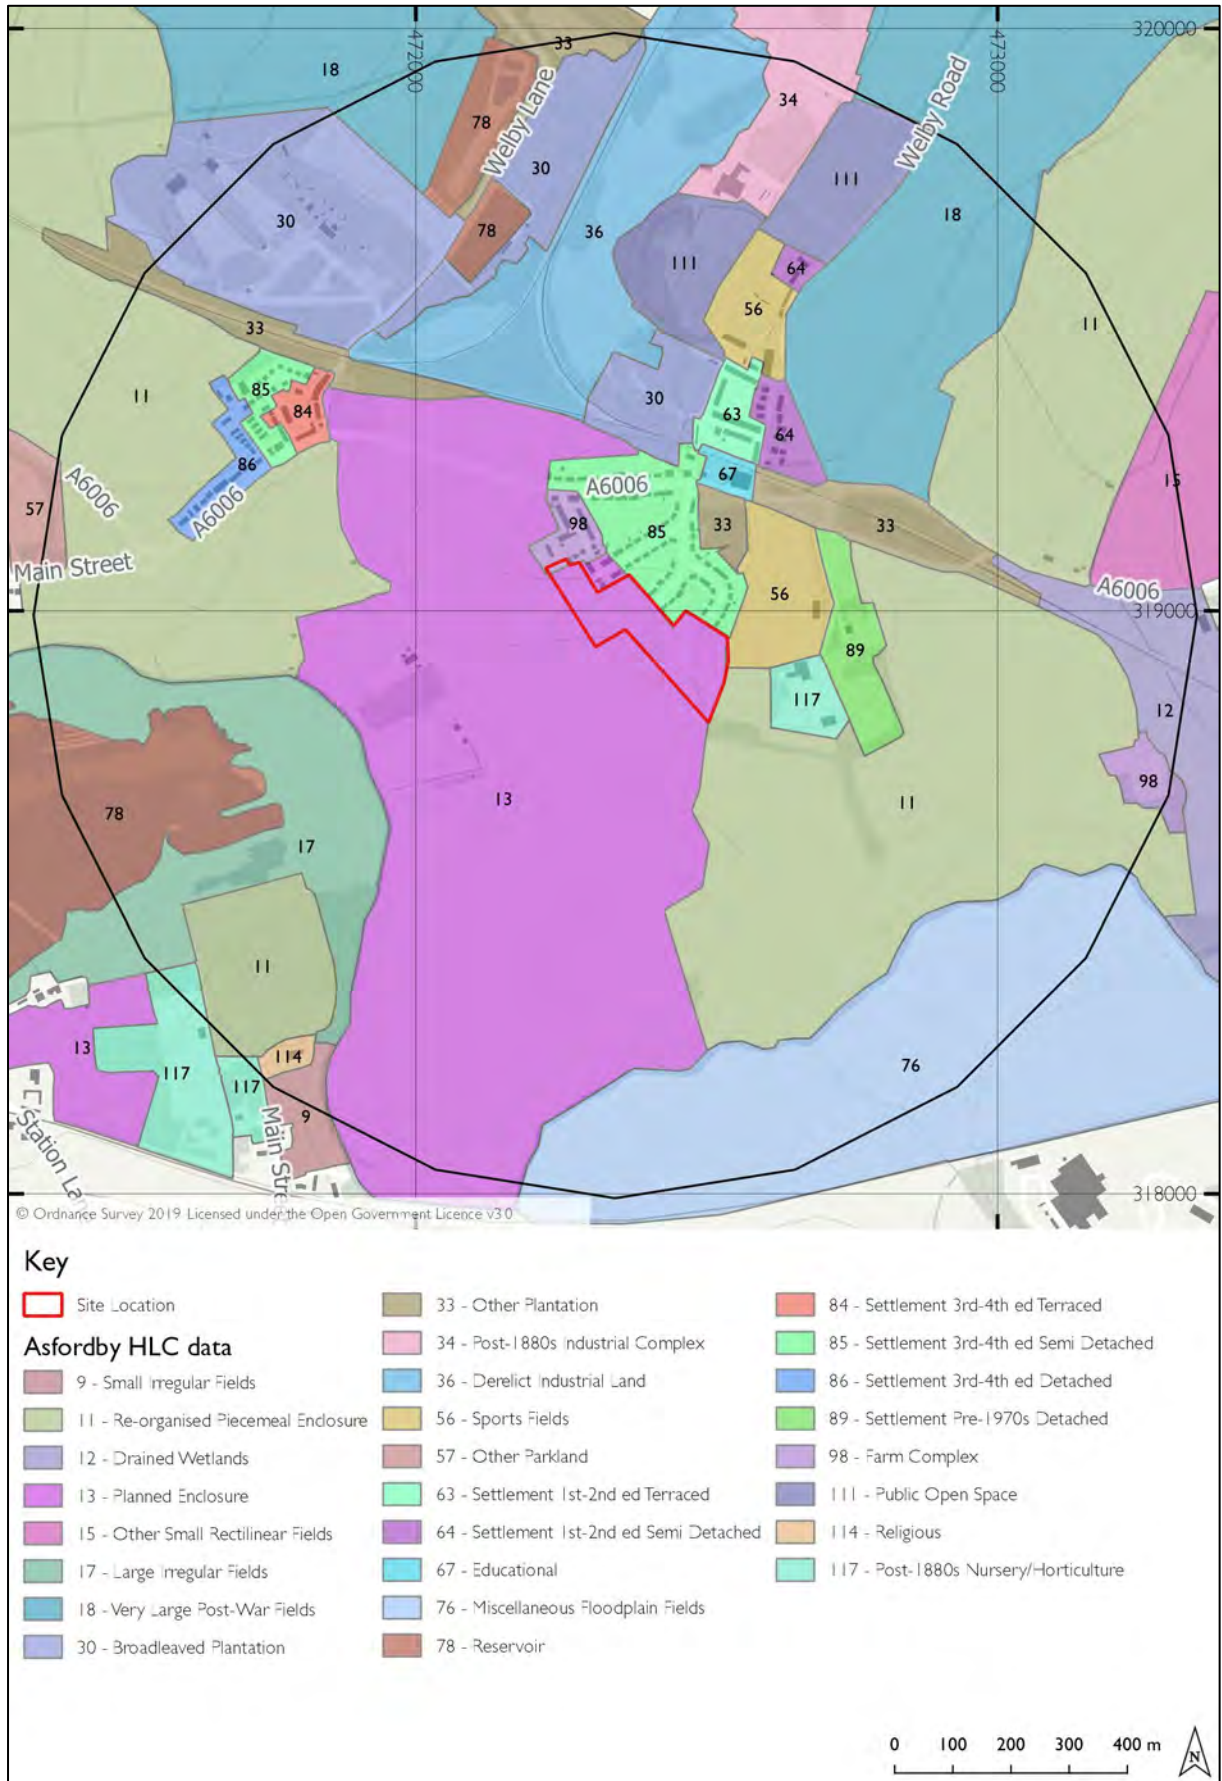 33
472000
473000
320000
18
34
78
Welby Lane
Welby Road
30
111
18
30
78
36
111
64
56
11
33
11
85
84
30
63
64
86
A6006
A6006
67
A6006
15
57
98
85
33
33
Main Street
A6006
319000
56
89
117
12
98
13
11
78
17
11
13
114
76
117
117
9
Station La
Main Stre
318000
© Ordnance Survey 2019 Licensed under the Open Government Licence v3.0
Key
Site Location
Asfordby HLC data
9 - Small Irregular Fields
11 - Re-organised Piecemeal Enclosure
12 - Drained Wetlands
13 - Planned Enclosure
15 - Other Small Rectilinear Fields
17 - Large Irregular Fields
18 - Very Large Post-War Fields
30 - Broadleaved Plantation
33 - Other Plantation
34 - Post-1880s Industrial Complex
36 - Derelict Industrial Land
56 - Sports Fields
57 - Other Parkland
63 - Settlement 1st-2nd ed Terraced
64 - Settlement 1st-2nd ed Semi Detached
67 - Educational
76 - Miscellaneous Floodplain Fields
78 - Reservoir
84 - Settlement 3rd-4th ed Terraced
85 - Settlement 3rd-4th ed Semi Detached
86 - Settlement 3rd-4th ed Detached
89 - Settlement Pre-1970s Detached
98 - Farm Complex
111 - Public Open Space
114 - Religious
117 - Post-1880s Nursery/Horticulture
0 100 200 300 400 m
N